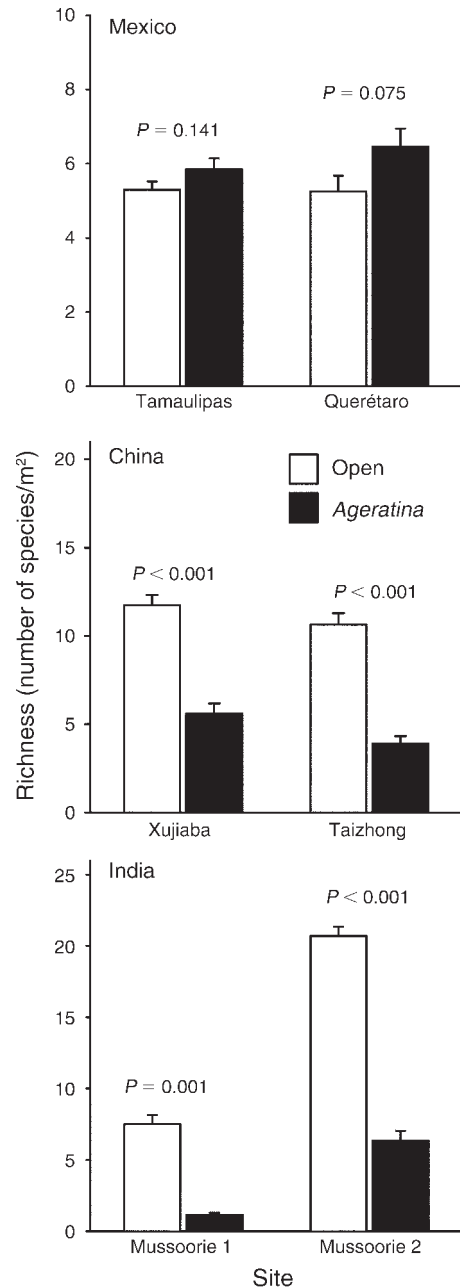 Mexico
10
8
6
4
2
0
P = 0.141
P = 0.075
Tamaulipas
Querétaro
Richness (number of species/m²)
China
20
15
10
5
0
Open
Ageratina
P < 0.001
P < 0.001
Xujiaba
Taizhong
India
25
20
15
10
5
0
P = 0.001
P < 0.001
Mussoorie 1
Mussoorie 2
Site